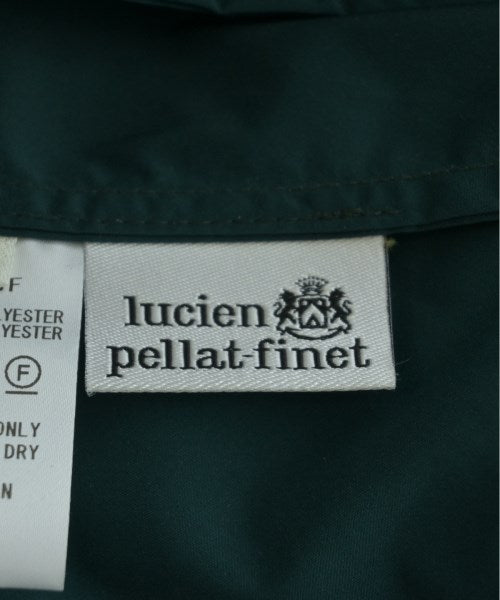 lucien
pellat-finet
.F
YESTER
YESTER
F
ONLY
DRY
N